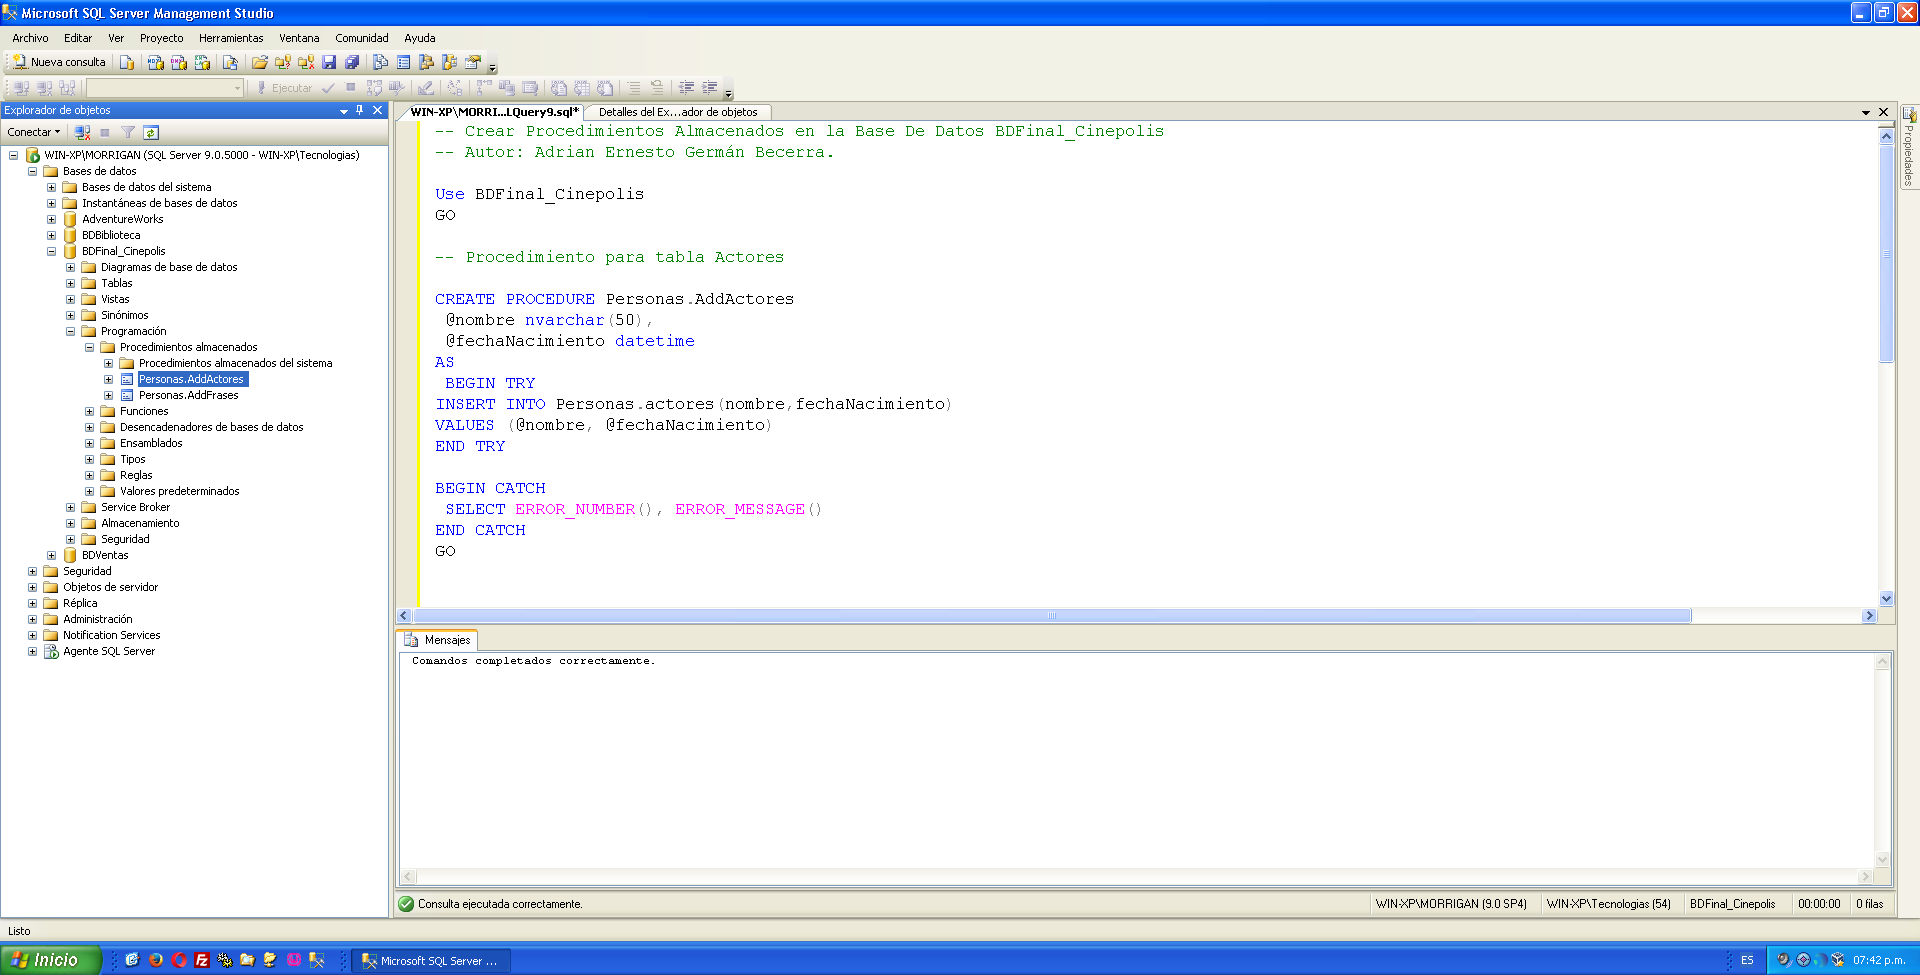 Microsoft SQL Server Management Studio
Archivo Editar Ver Proyecto Herramientas Ventana Comunidad Ayuda
Nueva consulta
Ejecutar
Explorador de objetos
Conectar
WIN-XP\MORRIGAN (SQL Server 9.0.5000 - WIN-XP\Tecnologias)
Bases de datos
Bases de datos del sistema
Instantáneas de bases de datos
AdventureWorks
BDBiblioteca
BDFinal_Cinepolis
Diagramas de base de datos
Tablas
Vistas
Sinónimos
Programación
Procedimientos almacenados
Procedimientos almacenados del sistema
Personas.AddActores
Personas.AddFrases
Funciones
Desencadenadores de bases de datos
Ensamblados
Tipos
Reglas
Valores predeterminados
Service Broker
Almacenamiento
Seguridad
BDVentas
Seguridad
Objetos de servidor
Réplica
Administración
Notification Services
Agente SQL Server
WIN-XP\MORRI...LQuery9.sql* Detalles del Ex...ador de objetos
-- Crear Procedimientos Almacenados en la Base De Datos BDFinal_Cinepolis
-- Autor: Adrian Ernesto Germán Becerra.
Use BDFinal_Cinepolis
GO
-- Procedimiento para tabla Actores
CREATE PROCEDURE Personas.AddActores
@nombre nvarchar(50),
@fechaNacimiento datetime
AS
BEGIN TRY
INSERT INTO Personas.actores(nombre,fechaNacimiento)
VALUES (@nombre, @fechaNacimiento)
END TRY
BEGIN CATCH
SELECT ERROR_NUMBER(), ERROR_MESSAGE()
END CATCH
GO
Propiedades
Mensajes
Comandos completados correctamente.
Consulta ejecutada correctamente. WIN-XP\MORRIGAN (9.0 SP4) WIN-XP\Tecnologias (54) BDFinal_Cinepolis 00:00:00 0 filas
Listo
Inicio Microsoft SQL Server ... ES 07:42 p.m.